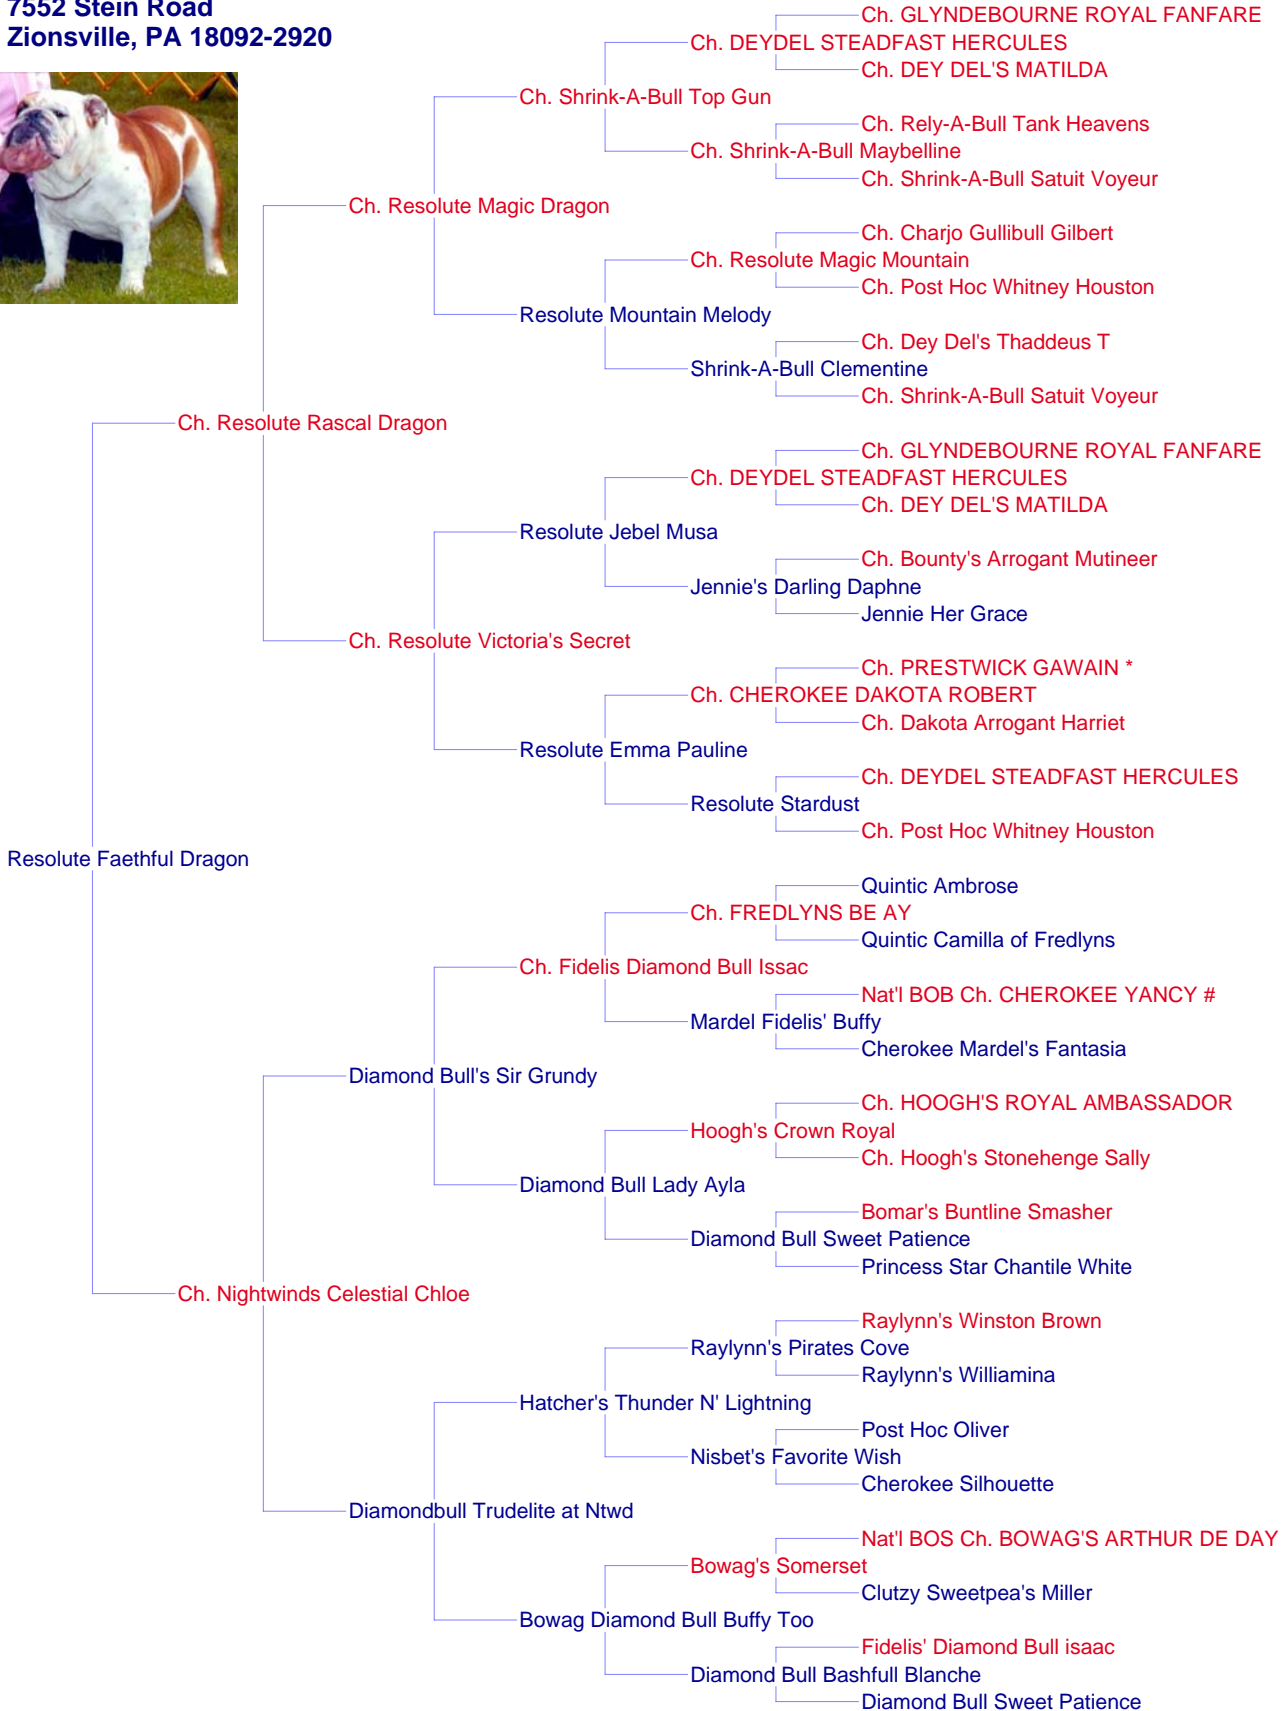 7552 Stein Road
Zionsville, PA 18092-2920
Ch. GLYNDEBOURNE ROYAL FANFARE
Ch. DEYDEL STEADFAST HERCULES
Ch. DEY DEL'S MATILDA
Ch. Shrink-A-Bull Top Gun
Ch. Rely-A-Bull Tank Heavens
Ch. Shrink-A-Bull Maybelline
Ch. Shrink-A-Bull Satuit Voyeur
Ch. Resolute Magic Dragon
Ch. Charjo Gullibull Gilbert
Ch. Resolute Magic Mountain
Ch. Post Hoc Whitney Houston
Resolute Mountain Melody
Ch. Dey Del's Thaddeus T
Shrink-A-Bull Clementine
Ch. Shrink-A-Bull Satuit Voyeur
Ch. Resolute Rascal Dragon
Ch. GLYNDEBOURNE ROYAL FANFARE
Ch. DEYDEL STEADFAST HERCULES
Ch. DEY DEL'S MATILDA
Resolute Jebel Musa
Ch. Bounty's Arrogant Mutineer
Jennie's Darling Daphne
Jennie Her Grace
Ch. Resolute Victoria's Secret
Ch. PRESTWICK GAWAIN *
Ch. CHEROKEE DAKOTA ROBERT
Ch. Dakota Arrogant Harriet
Resolute Emma Pauline
Ch. DEYDEL STEADFAST HERCULES
Resolute Stardust
Ch. Post Hoc Whitney Houston
Resolute Faethful Dragon
Quintic Ambrose
Ch. FREDLYNS BE AY
Quintic Camilla of Fredlyns
Ch. Fidelis Diamond Bull Issac
Nat'l BOB Ch. CHEROKEE YANCY #
Mardel Fidelis' Buffy
Cherokee Mardel's Fantasia
Diamond Bull's Sir Grundy
Ch. HOOGH'S ROYAL AMBASSADOR
Hoogh's Crown Royal
Ch. Hoogh's Stonehenge Sally
Diamond Bull Lady Ayla
Bomar's Buntline Smasher
Diamond Bull Sweet Patience
Princess Star Chantile White
Ch. Nightwinds Celestial Chloe
Raylynn's Winston Brown
Raylynn's Pirates Cove
Raylynn's Williamina
Hatcher's Thunder N' Lightning
Post Hoc Oliver
Nisbet's Favorite Wish
Cherokee Silhouette
Diamondbull Trudelite at Ntwd
Nat'l BOS Ch. BOWAG'S ARTHUR DE DAY
Bowag's Somerset
Clutzy Sweetpea's Miller
Bowag Diamond Bull Buffy Too
Fidelis' Diamond Bull isaac
Diamond Bull Bashfull Blanche
Diamond Bull Sweet Patience